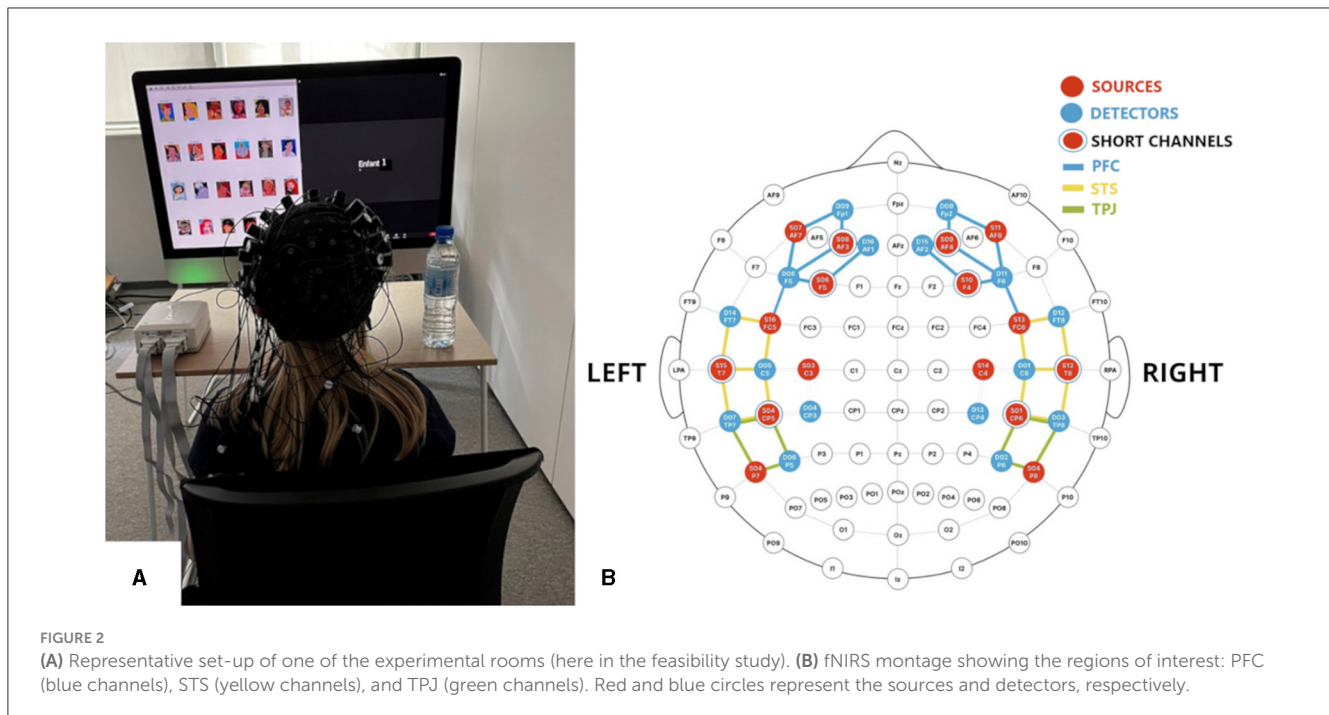 Enfant 1
A
B
SOURCES
DETECTORS
SHORT CHANNELS
PFC
STS
TPJ
LEFT
RIGHT
Nz
AF9
AF10
D09
Fp1
Fpz
D09
Fp2
S07
AF7
AF5
S08
AF3
D16
AF1
AFz
D15
AF2
S09
AF4
AF6
S11
AF8
F9
F7
D08
F5
S06
F5
F1
Fz
F2
S10
F4
D11
F6
F8
F10
FT9
D14
FT7
S16
FC5
FC3
FC1
FCz
FC2
FC4
S13
FC6
D12
FT8
FT10
LPA
S15
T7
D05
C5
S03
C3
C1
Cz
C2
S14
C4
D01
C6
S12
T8
RPA
TP9
D07
TP7
S04
CP5
D04
CP3
CP1
CPz
CP2
D13
CP4
S01
CP6
D03
TP8
TP10
P9
S04
P7
D06
P5
P3
P1
Pz
P2
P4
D02
P6
S04
P8
P10
PO7
PO5
PO3
PO1
POz
PO2
PO4
PO6
PO8
PO9
O1
Oz
O2
PO10
I1
Iz
I2
FIGURE 2
(A) Representative set-up of one of the experimental rooms (here in the feasibility study). (B) fNIRS montage showing the regions of interest: PFC
(blue channels), STS (yellow channels), and TPJ (green channels). Red and blue circles represent the sources and detectors, respectively.